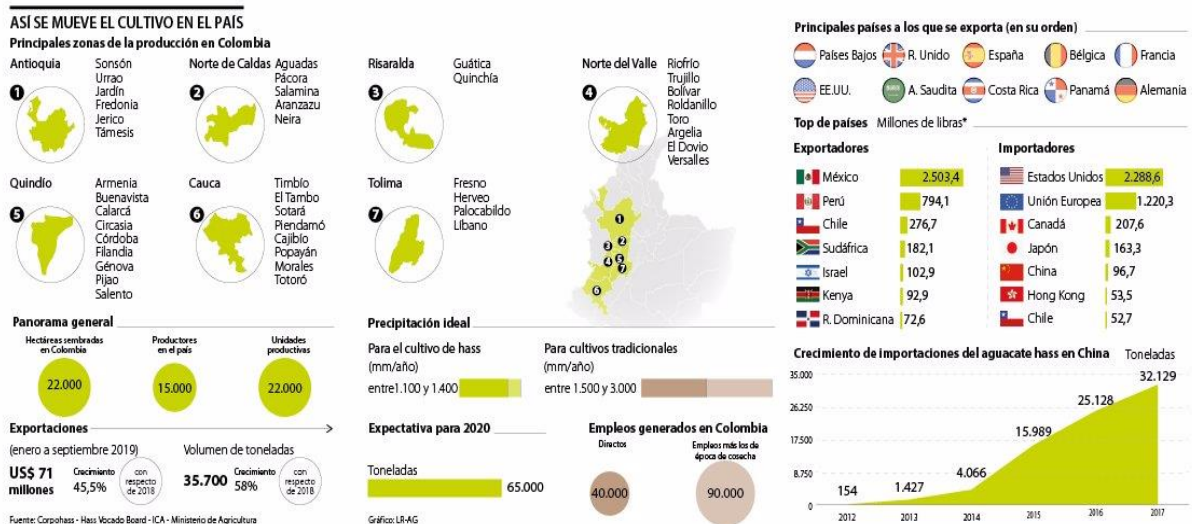 ASÍ SE MUEVE EL CULTIVO EN EL PAÍS
Principales zonas de la producción en Colombia
Antioquia
1
Sonsón
Urrao
Jardín
Fredonia
Jerico
Támesis
Norte de Caldas
2
Aguadas
Pácora
Salamina
Aranzazu
Neira
Risaralda
3
Guática
Quinchía
Norte del Valle
4
Riofrío
Trujillo
Bolívar
Roldanillo
Toro
Argelia
El Dovio
Versalles
Quindío
5
Armenia
Buenavista
Calarcá
Circasia
Córdoba
Filandia
Génova
Pijao
Salento
Cauca
6
Timbío
El Tambo
Sotará
Piendamó
Cajiblo
Popayán
Morales
Totoró
Tolima
7
Fresno
Herveo
Palocabildo
Líbano
1
2
3
4
5
7
6
Panorama general
Hectáreas sembradas
en Colombia
22.000
Productores
en el país
15.000
Unidades
productivas
22.000
Exportaciones
(enero a septiembre 2019)
US$ 71
millones
Crecimiento
45,5%
con
respecto
de 2018
Volumen de toneladas
35.700
Crecimiento
58%
con
respecto
de 2018
Fuente: Corpohass - Hass Vocado Board - ICA - Ministerio de Agricultura
Precipitación ideal
Para el cultivo de hass
(mm/año)
entre1.100 y 1.400
Para cultivos tradicionales
(mm/año)
entre 1.500 y 3.000
Expectativa para 2020
Toneladas
65.000
Gráfico: LR-AG
Empleos generados en Colombia
Directos
40.000
Empleos más los de
época de cosecha
90.000
Principales países a los que se exporta (en su orden)
Países Bajos
R. Unido
España
Bélgica
Francia
EE.UU.
A. Saudita
Costa Rica
Panamá
Alemania
Top de países Millones de libras*
Exportadores
México 2.503,4
Perú 794,1
Chile 276,7
Sudáfrica 182,1
Israel 102,9
Kenya 92,9
R. Dominicana 72,6
Importadores
Estados Unidos 2.288,6
Unión Europea 1.220,3
Canadá 207,6
Japón 163,3
China 96,7
Hong Kong 53,5
Chile 52,7
Crecimiento de importaciones del aguacate hass en China Toneladas
35.000
26.250
17.500
8.750
0
154
1.427
4.066
15.989
25.128
32.129
2012 2013 2014 2015 2016 2017